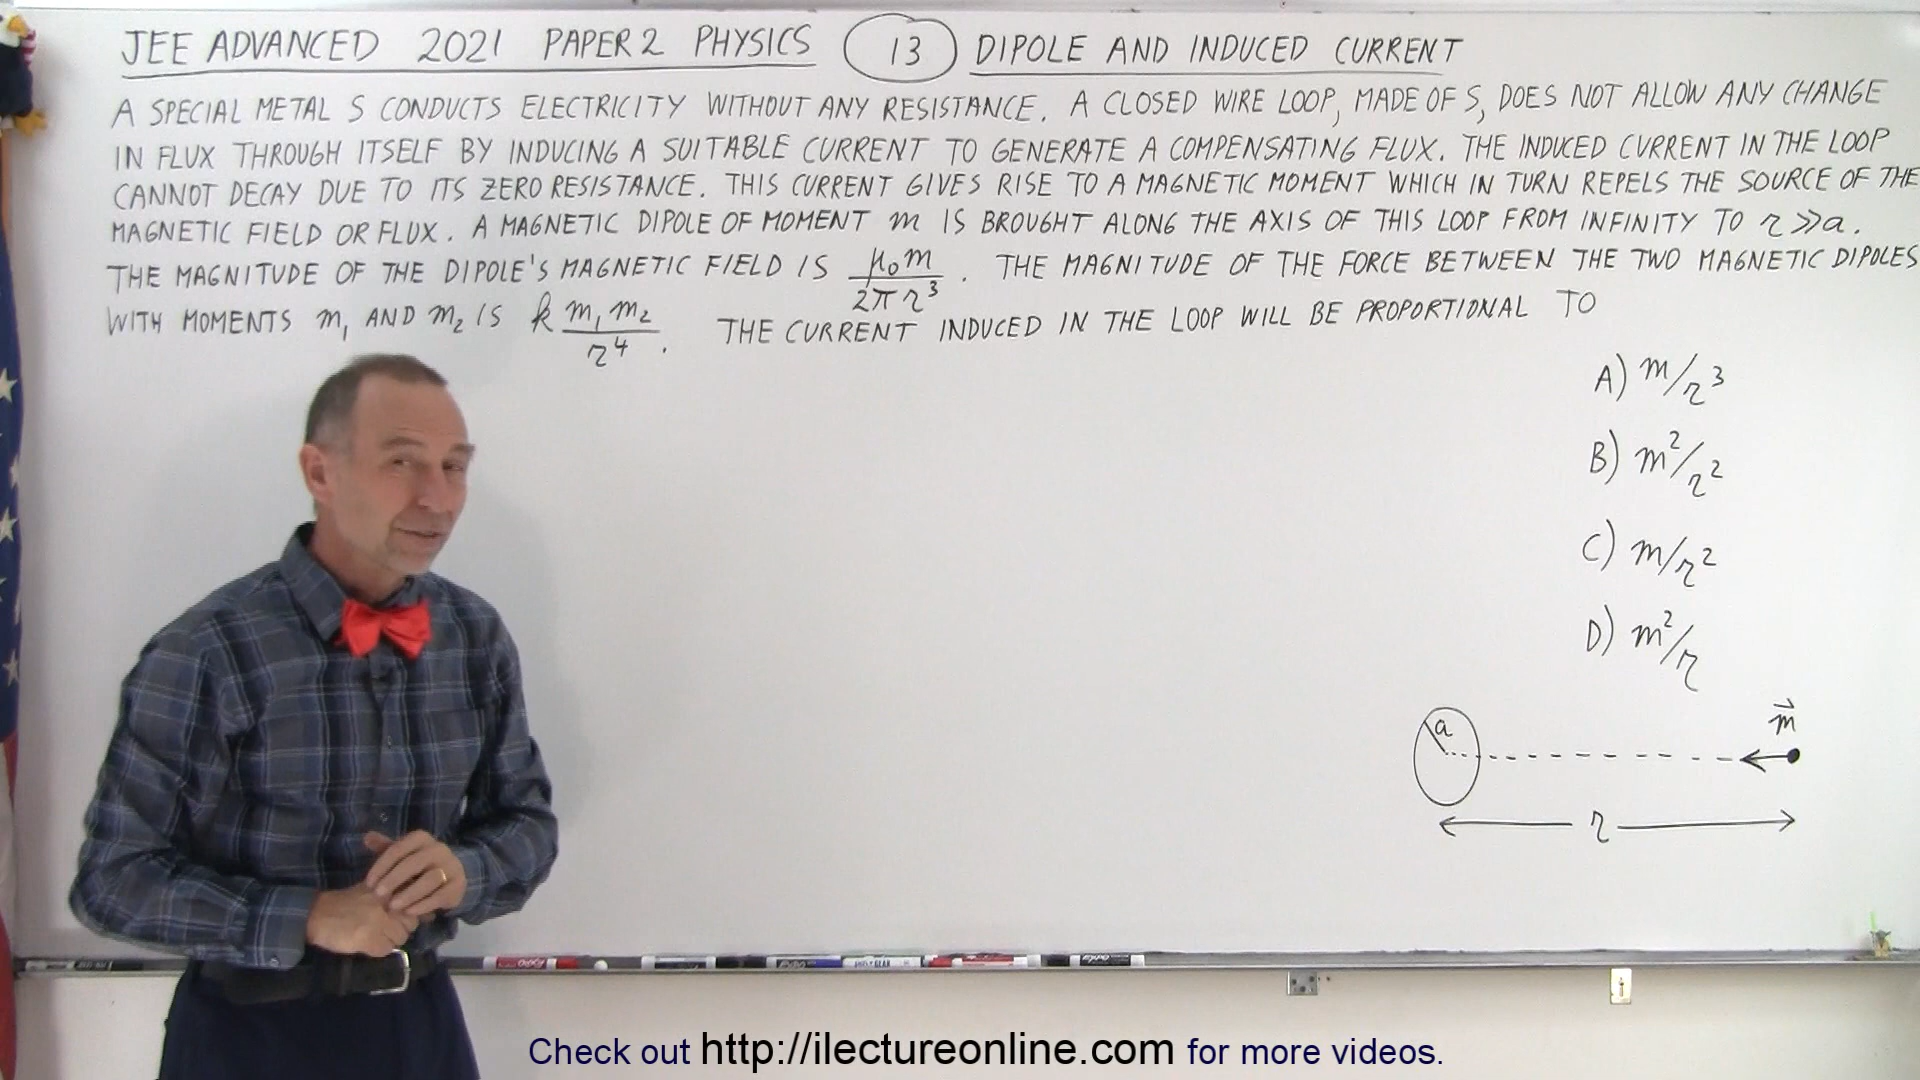 JEE ADVANCED 2021 PAPER 2 PHYSICS 13 DIPOLE AND INDUCED CURRENT
A SPECIAL METAL S CONDUCTS ELECTRICITY WITHOUT ANY RESISTANCE. A CLOSED WIRE LOOP, MADE OF S, DOES NOT ALLOW ANY CHANGE
IN FLUX THROUGH ITSELF BY INDUCING A SUITABLE CURRENT TO GENERATE A COMPENSATING FLUX. THE INDUCED CURRENT IN THE LOOP
CANNOT DECAY DUE TO ITS ZERO RESISTANCE. THIS CURRENT GIVES RISE TO A MAGNETIC MOMENT WHICH IN TURN REPELS THE SOURCE OF THE
MAGNETIC FIELD OR FLUX. A MAGNETIC DIPOLE OF MOMENT m IS BROUGHT ALONG THE AXIS OF THIS LOOP FROM INFINITY TO r >> a.
THE MAGNITUDE OF THE DIPOLE'S MAGNETIC FIELD IS μ₀m/2πr³. THE MAGNITUDE OF THE FORCE BETWEEN THE TWO MAGNETIC DIPOLES
WITH MOMENTS m₁ AND m₂ IS k m₁m₂/r⁴. THE CURRENT INDUCED IN THE LOOP WILL BE PROPORTIONAL TO
A) m/r³
B) m²/r²
C) m/r²
D) m²/r
a m⃗
r
Check out http://ilectureonline.com for more videos.